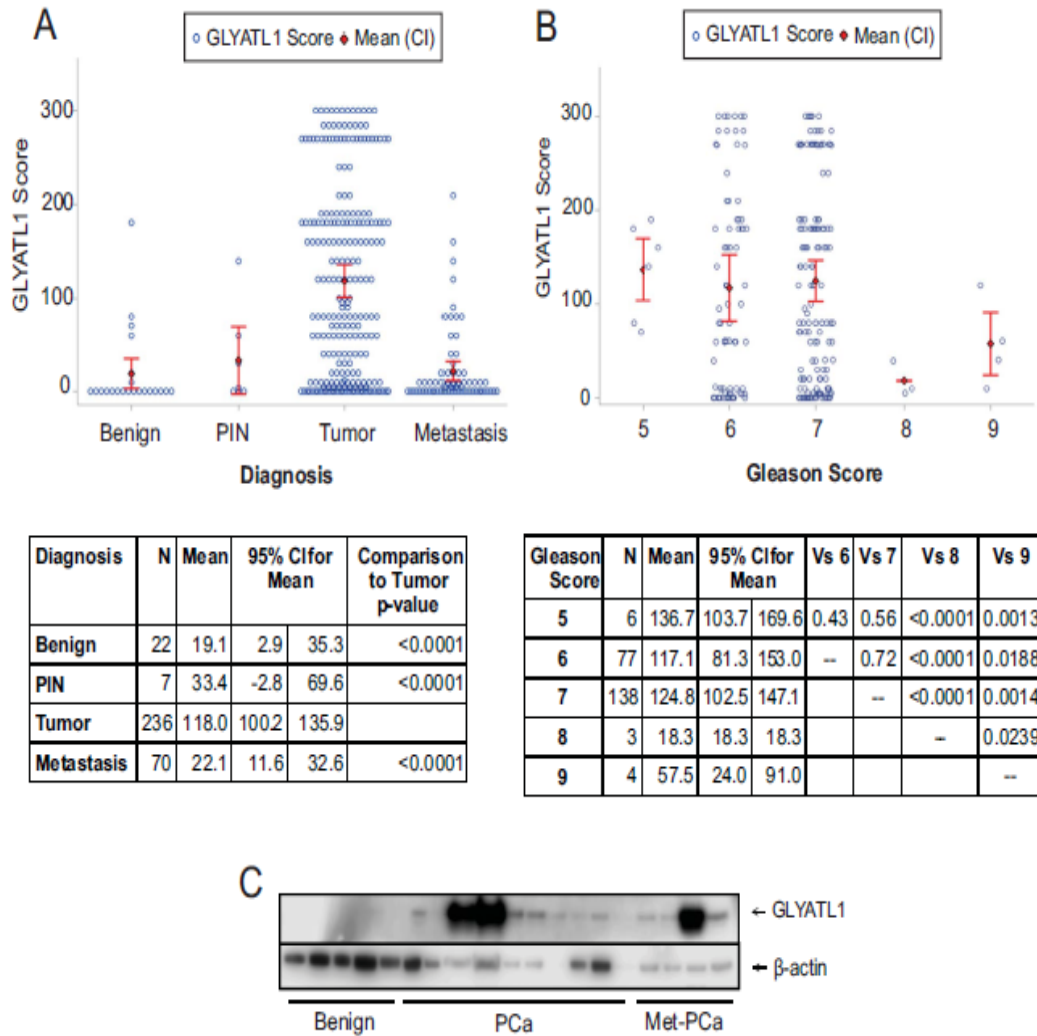 A
GLYATL1 Score Mean (CI)
GLYATL1 Score
300
200
100
0
Benign PIN Tumor Metastasis
Diagnosis
B
GLYATL1 Score Mean (CI)
GLYATL1 Score
300
200
100
0
5 6 7 8 9
Gleason Score
Diagnosis N Mean 95% CIfor Comparison
Mean to Tumor
p-value
Benign 22 19.1 2.9 35.3 <0.0001
PIN 7 33.4 -2.8 69.6 <0.0001
Tumor 236 118.0 100.2 135.9
Metastasis 70 22.1 11.6 32.6 <0.0001
Gleason N Mean 95% CIfor Vs 6 Vs 7 Vs 8 Vs 9
Score Mean
5 6 136.7 103.7 169.6 0.43 0.56 <0.0001 0.0013
6 77 117.1 81.3 153.0 -- 0.72 <0.0001 0.0188
7 138 124.8 102.5 147.1 -- <0.0001 0.0014
8 3 18.3 18.3 18.3 -- 0.0239
9 4 57.5 24.0 91.0 --
C
← GLYATL1
← β-actin
Benign PCa Met-PCa